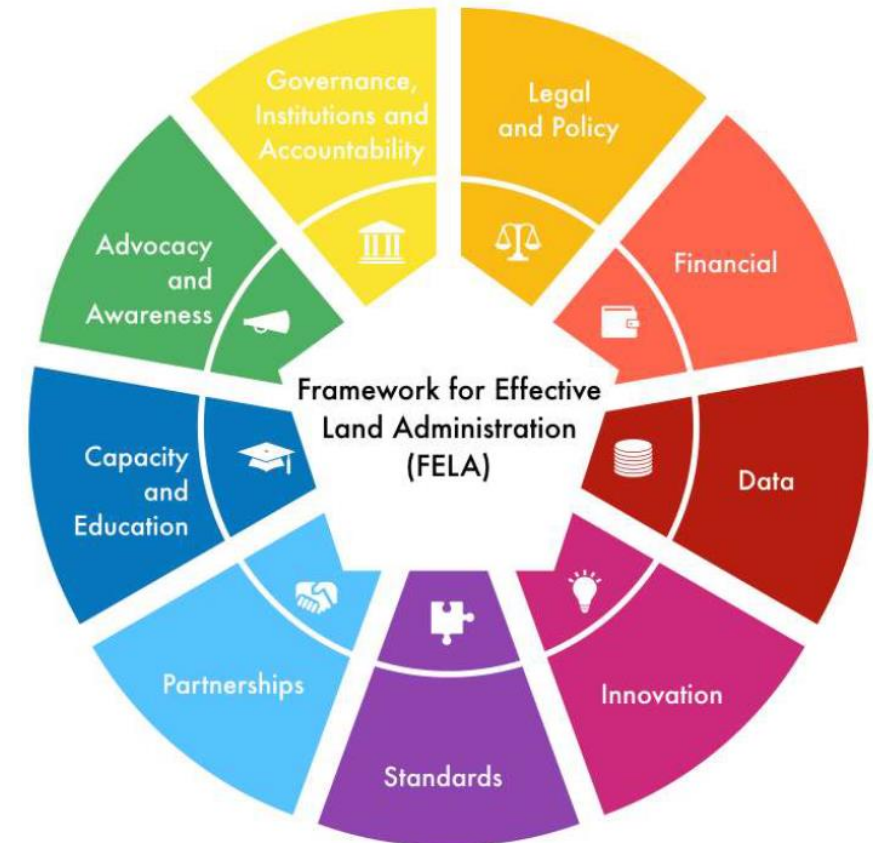 Governance,
Institutions and
Accountability
Legal
and Policy
Financial
Data
Innovation
Standards
Partnerships
Capacity
and
Education
Advocacy
and
Awareness
Framework for Effective
Land Administration
(FELA)